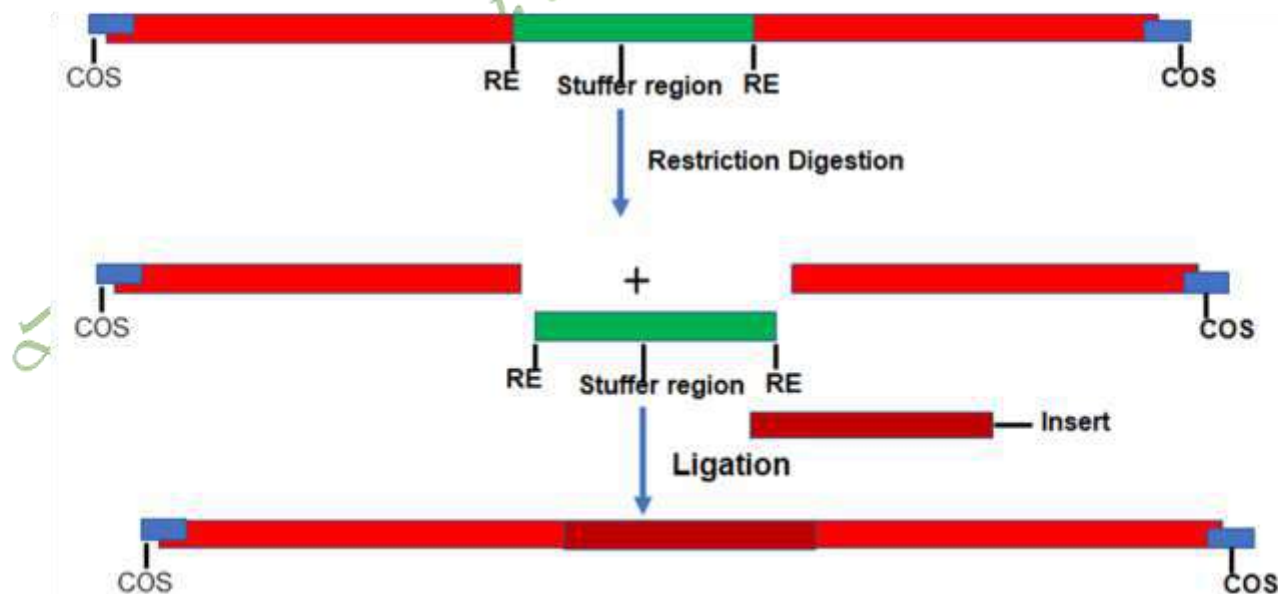 COS
RE
Stuffer region
RE
COS
Restriction Digestion
+
COS
COS
RE
Stuffer region
RE
Insert
Ligation
COS
COS